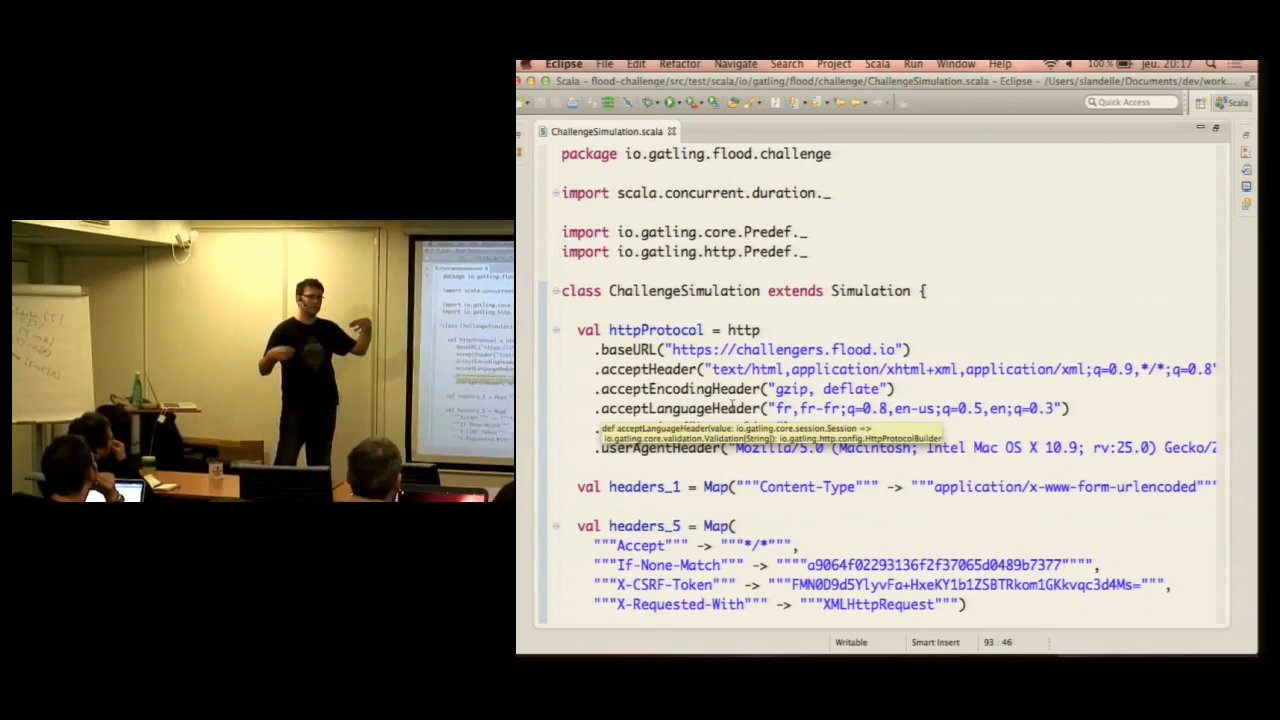 Eclipse File Edit Refactor Navigate Search Project Scala Run Window Help 100 % jeu. 20:17
Scala - flood-challenge/src/test/scala/io/gatling/flood/challenge/ChallengeSimulation.scala - Eclipse - /Users/slandelle/Documents/dev/work
Quick Access
Scala
ChallengeSimulation.scala
package io.gatling.flood.challenge
import scala.concurrent.duration._
import io.gatling.core.Predef._
import io.gatling.http.Predef._
class ChallengeSimulation extends Simulation {
val httpProtocol = http
.baseURL("https://challengers.flood.io")
.acceptHeader("text/html,application/xhtml+xml,application/xml;q=0.9,*/*;q=0.8"
.acceptEncodingHeader("gzip, deflate")
.acceptLanguageHeader("fr,fr-fr;q=0.8,en-us;q=0.5,en;q=0.3")
def acceptLanguageHeader(value: io.gatling.core.session.Session =>
io.gatling.core.validation.Validation[String]): io.gatling.http.config.HttpProtocolBuilder
.userAgentHeader("Mozilla/5.0 (Macintosh; Intel Mac OS X 10.9; rv:25.0) Gecko/2
val headers_1 = Map("""Content-Type""" -> """application/x-www-form-urlencoded"""
val headers_5 = Map(
"""Accept""" -> """*/*""",
"""If-None-Match""" -> """"a9064f02293136f2f37065d0489b7377"""",
"""X-CSRF-Token""" -> """FMN0D9d5YlyvFa+HxeKY1b1ZSBTRkom1GKkvqc3d4Ms=""",
"""X-Requested-With""" -> """XMLHttpRequest""")
Writable Smart Insert 93 : 46